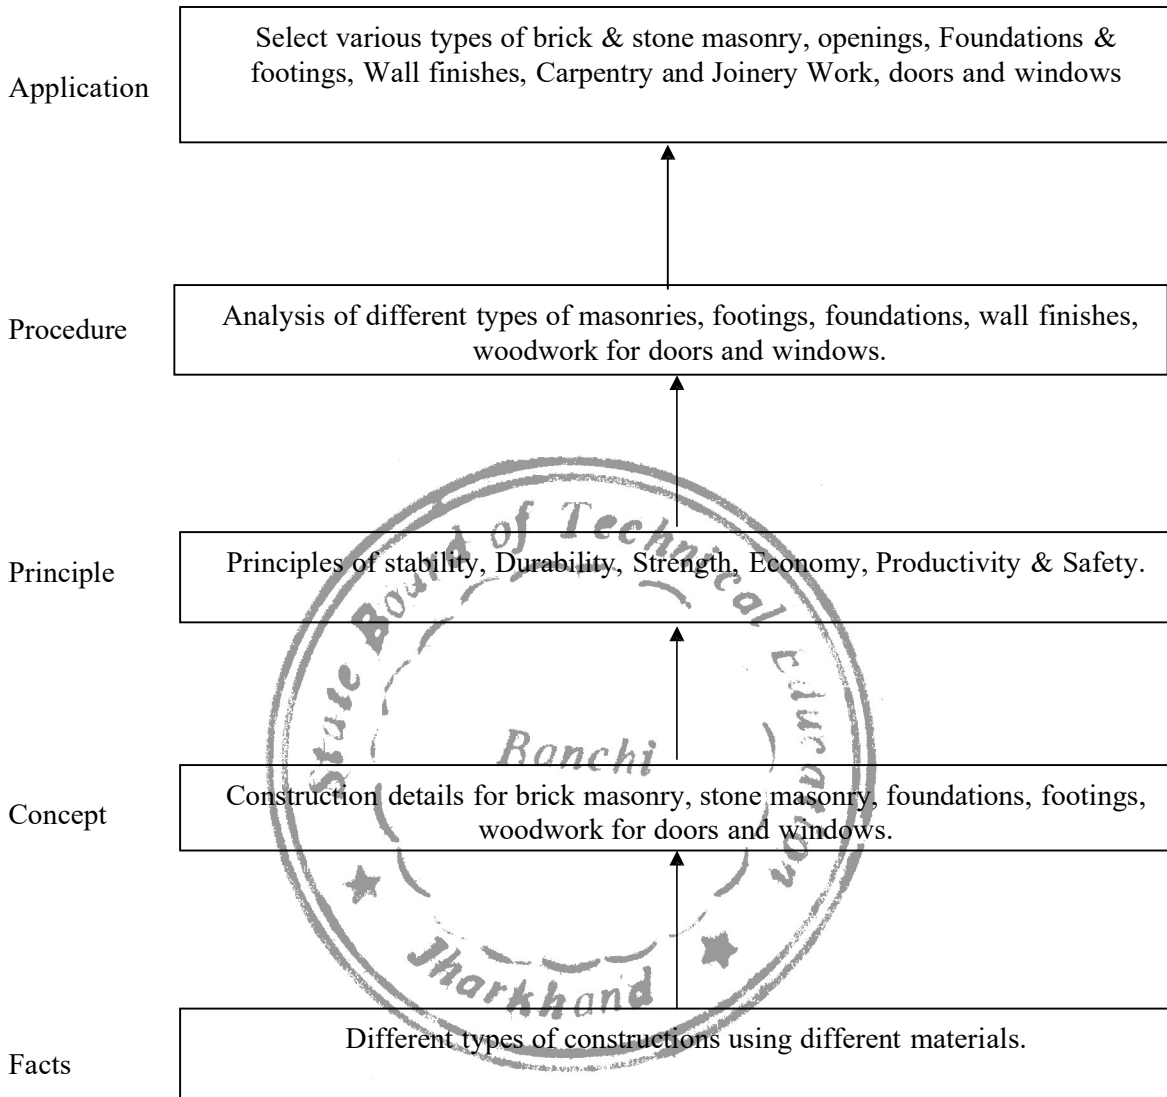 Select various types of brick & stone masonry, openings, Foundations &
footings, Wall finishes, Carpentry and Joinery Work, doors and windows
Application
Analysis of different types of masonries, footings, foundations, wall finishes,
woodwork for doors and windows.
Procedure
Principles of stability, Durability, Strength, Economy, Productivity & Safety.
Principle
Construction details for brick masonry, stone masonry, foundations, footings,
woodwork for doors and windows.
Concept
Different types of constructions using different materials.
Facts
State Board of Technical Education
Ranchi
Jharkhand